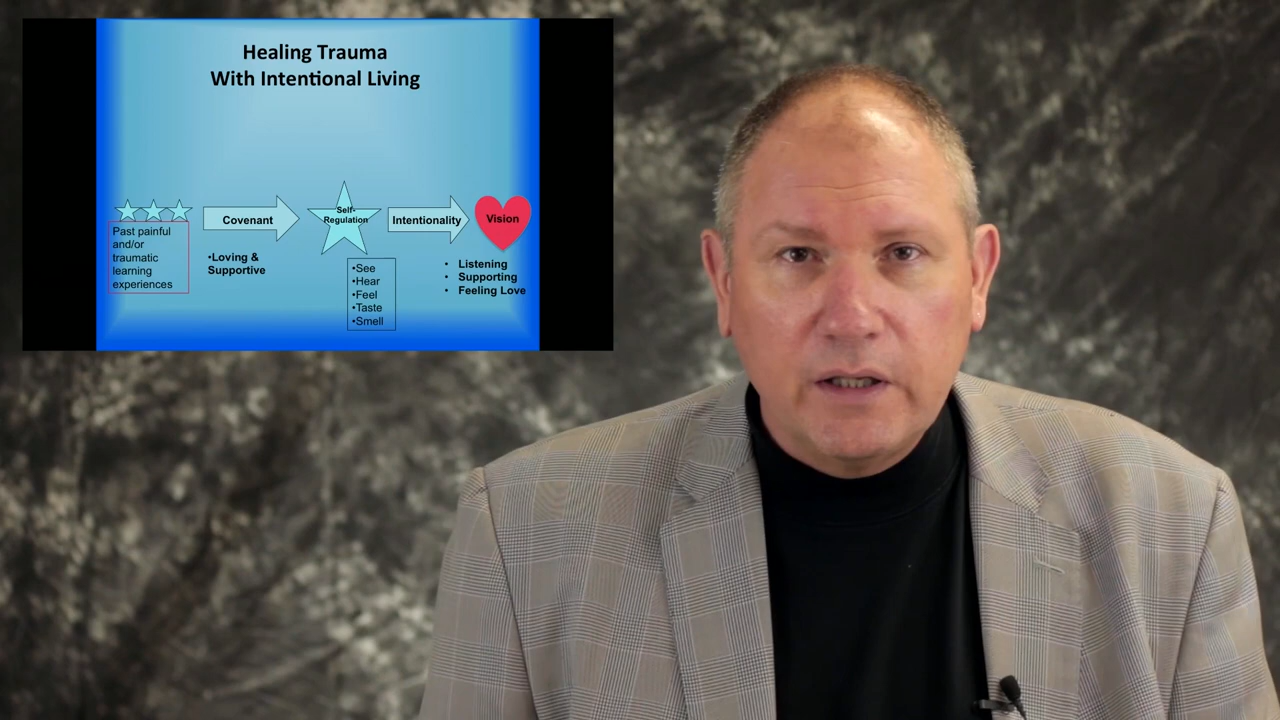 Healing Trauma
With Intentional Living
Past painful
and/or
traumatic
learning
experiences
Covenant
•Loving &
Supportive
Self-
Regulation
•See
•Hear
•Feel
•Taste
•Smell
Intentionality
Vision
• Listening
• Supporting
• Feeling Love